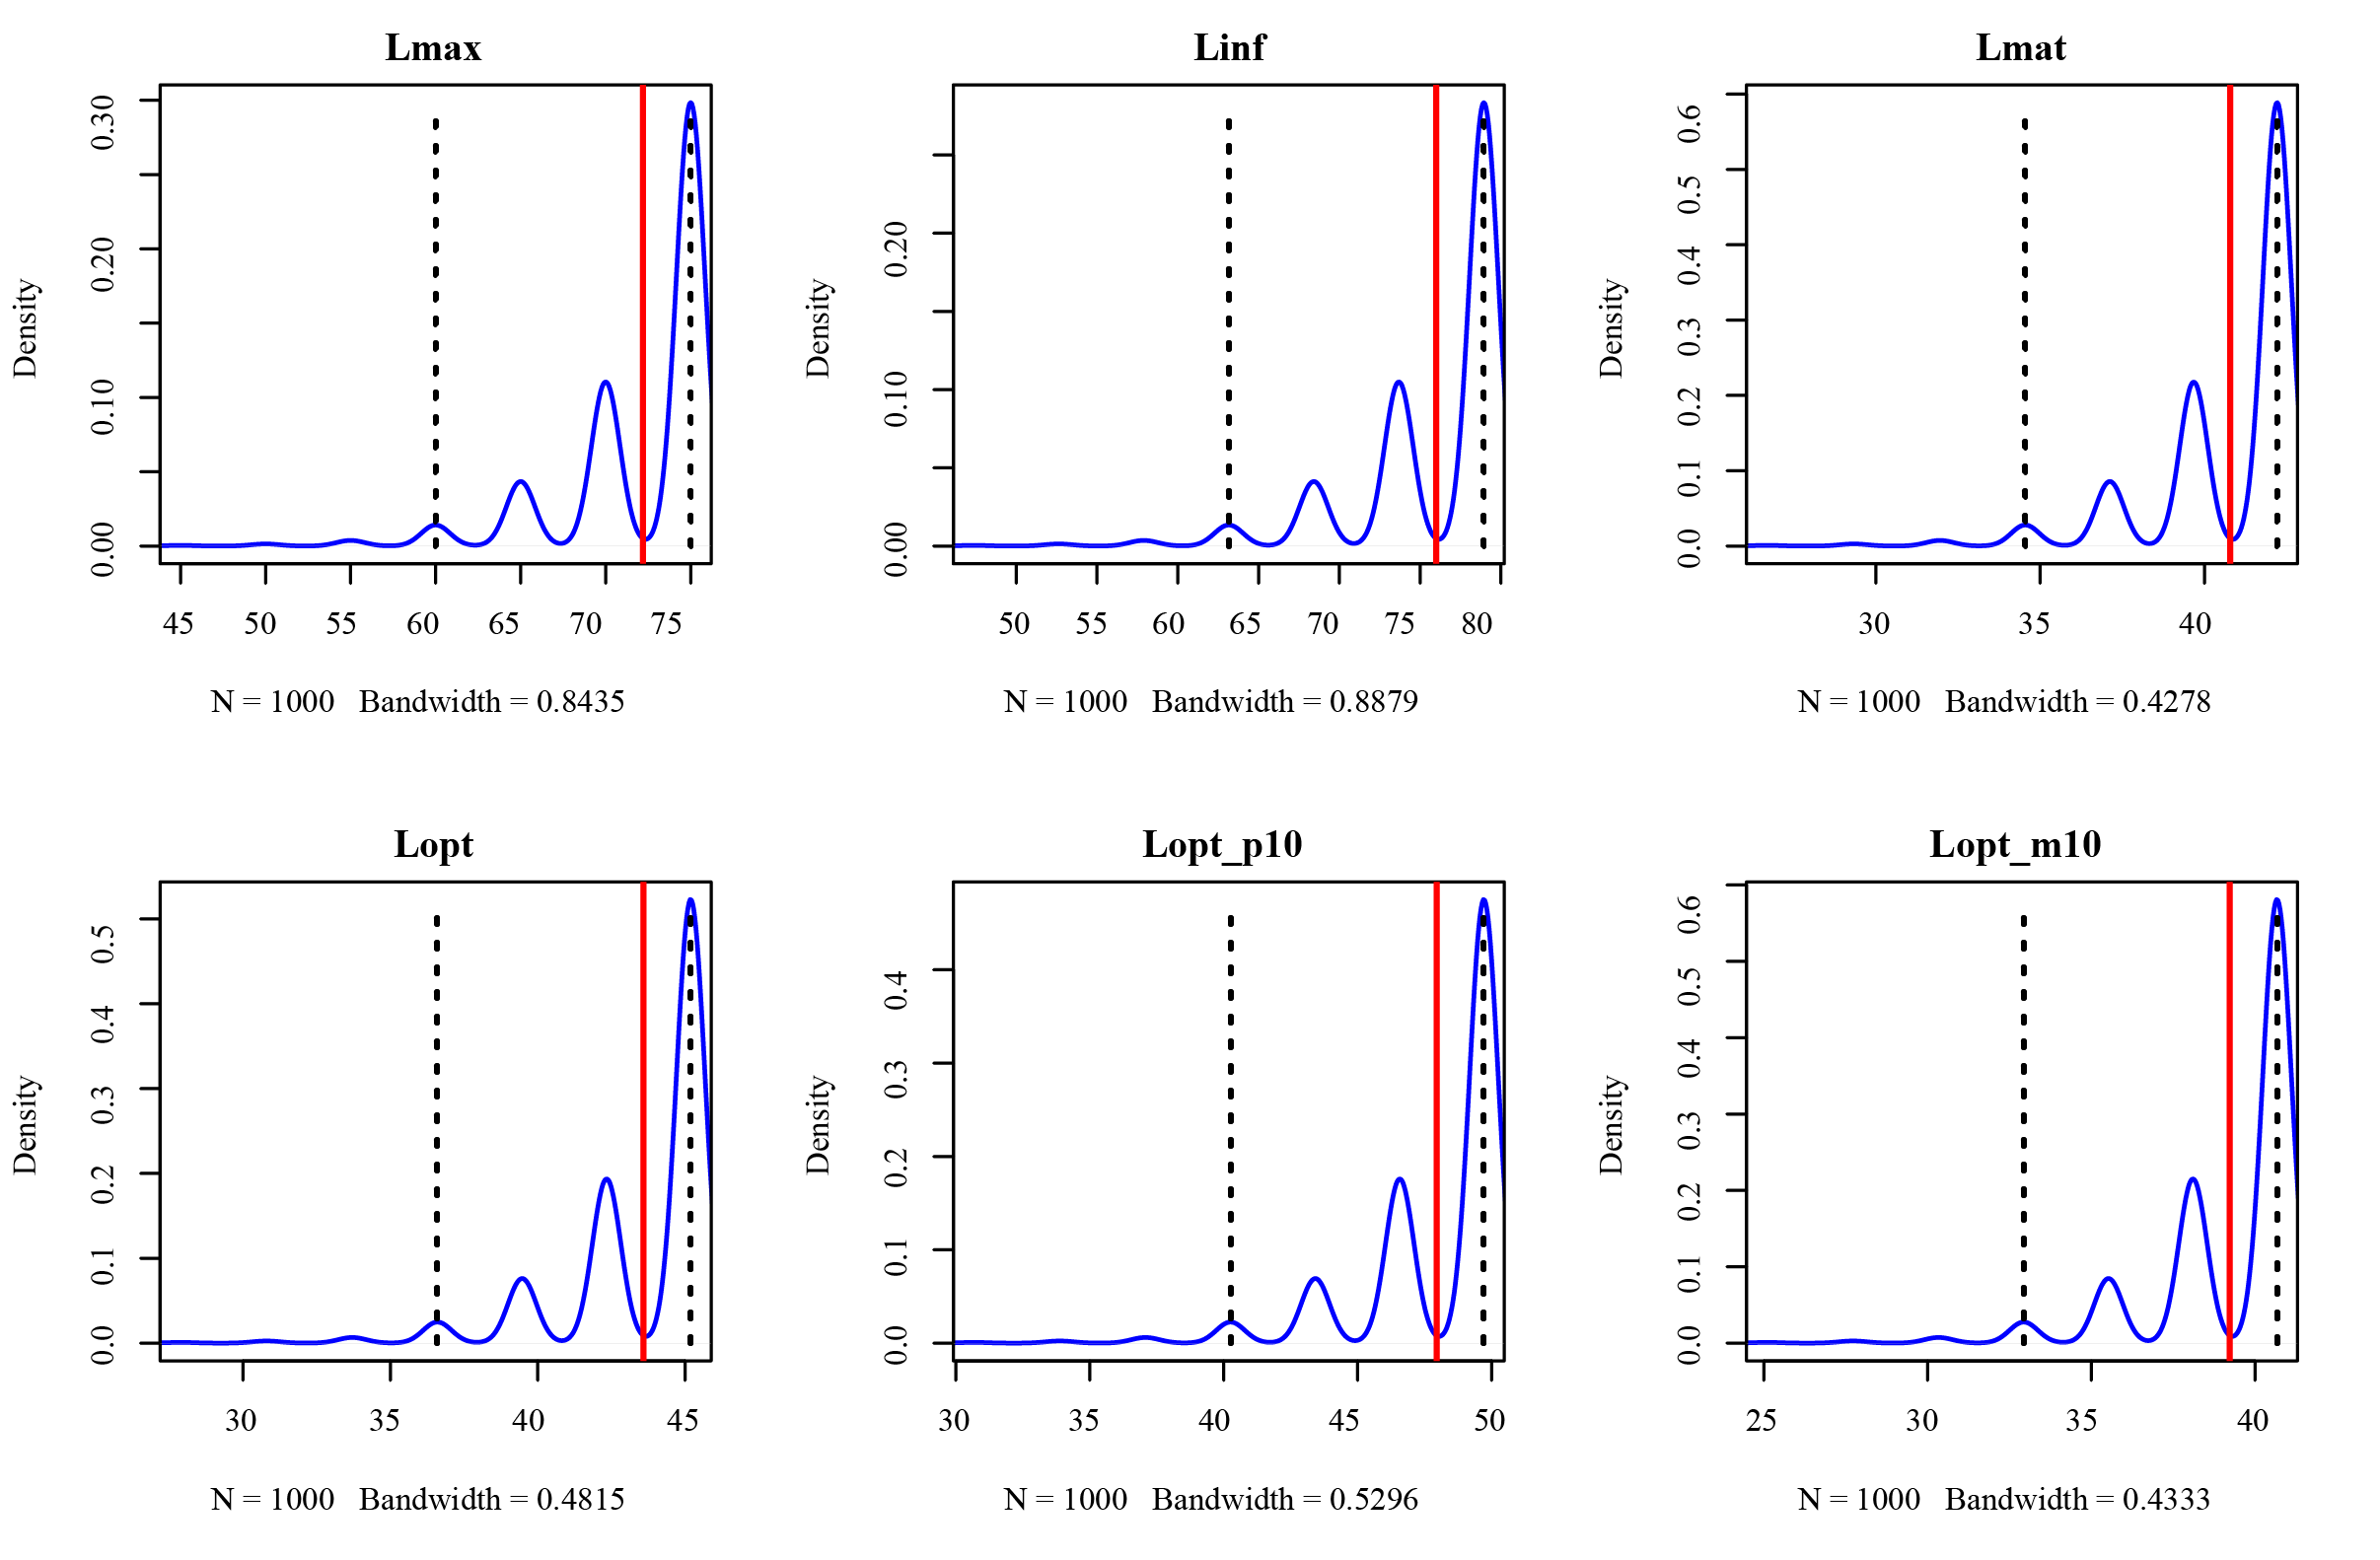 Lmax
Linf
Lmat
Density
0.00 0.10 0.20 0.30
45 50 55 60 65 70 75
N = 1000 Bandwidth = 0.8435
Density
0.00 0.10 0.20
50 55 60 65 70 75 80
N = 1000 Bandwidth = 0.8879
Density
0.0 0.1 0.2 0.3 0.4 0.5 0.6
30 35 40
N = 1000 Bandwidth = 0.4278
Lopt
Lopt_p10
Lopt_m10
Density
0.0 0.1 0.2 0.3 0.4 0.5
30 35 40 45
N = 1000 Bandwidth = 0.4815
Density
0.0 0.1 0.2 0.3 0.4
30 35 40 45 50
N = 1000 Bandwidth = 0.5296
Density
0.0 0.1 0.2 0.3 0.4 0.5 0.6
25 30 35 40
N = 1000 Bandwidth = 0.4333